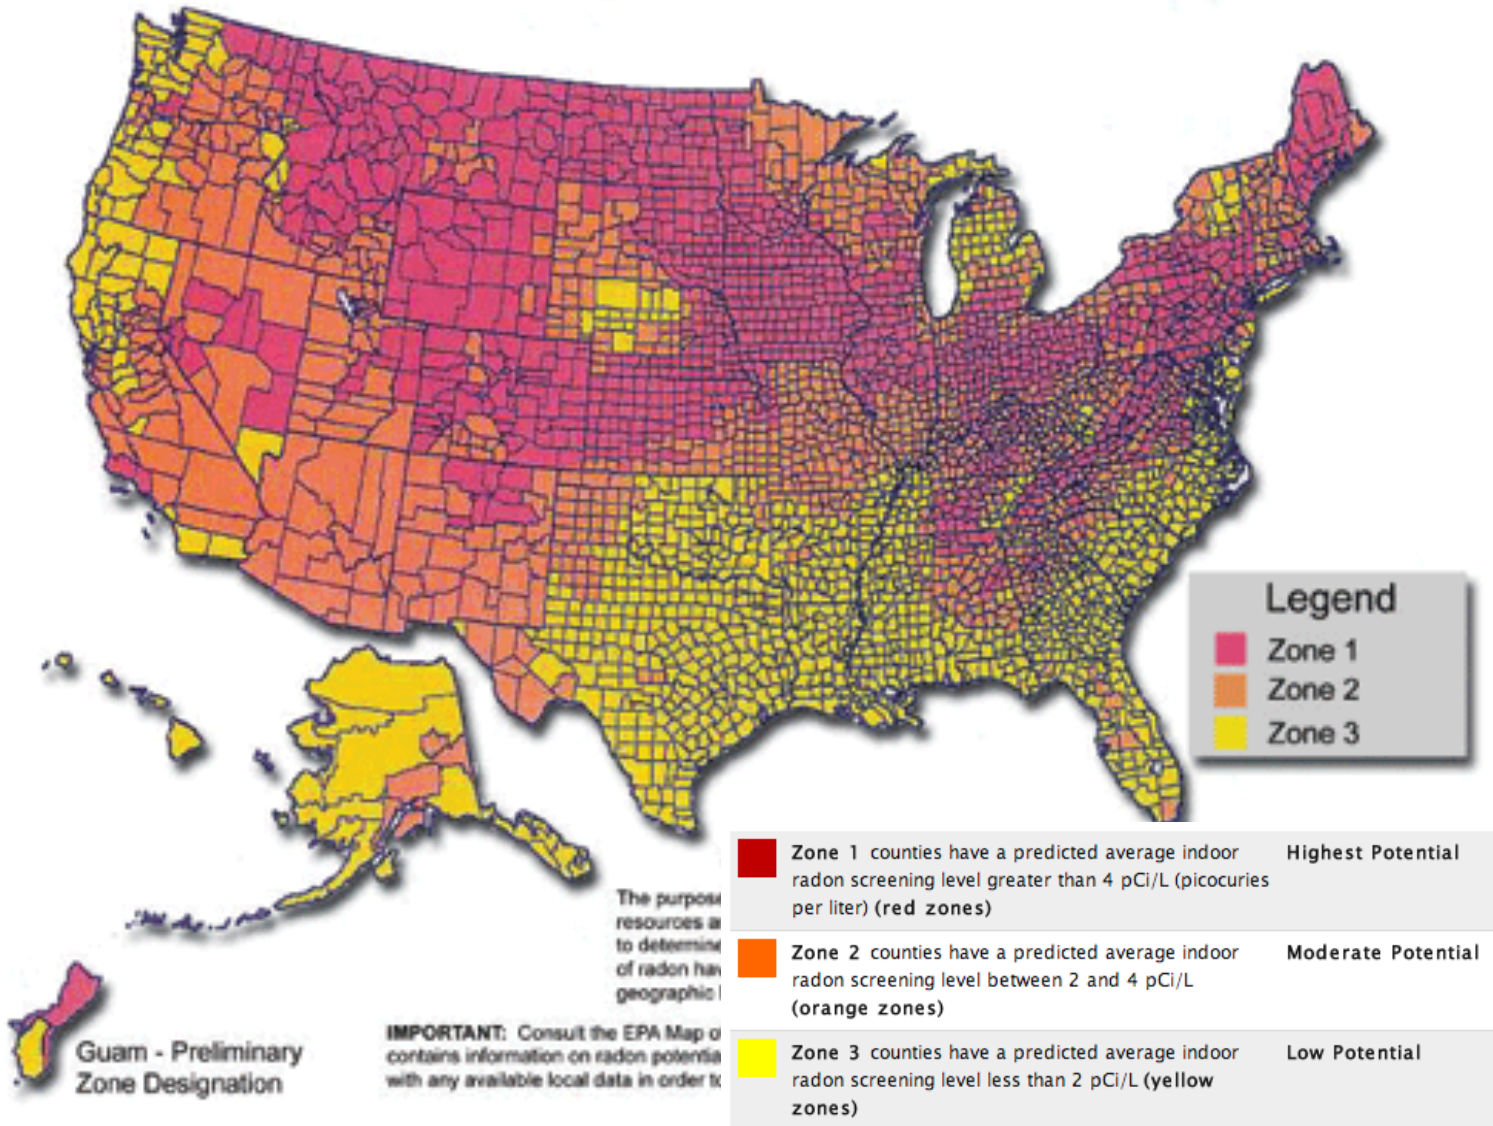 Legend
Zone 1
Zone 2
Zone 3
The purpose
resources a
to determine
of radon hav
geographic
IMPORTANT: Consult the EPA Map o
contains information on radon potentia
with any available local data in order to
Guam - Preliminary
Zone Designation
Zone 1 counties have a predicted average indoor
radon screening level greater than 4 pCi/L (picocuries
per liter) (red zones)
Highest Potential
Zone 2 counties have a predicted average indoor
radon screening level between 2 and 4 pCi/L
(orange zones)
Moderate Potential
Zone 3 counties have a predicted average indoor
radon screening level less than 2 pCi/L (yellow
zones)
Low Potential